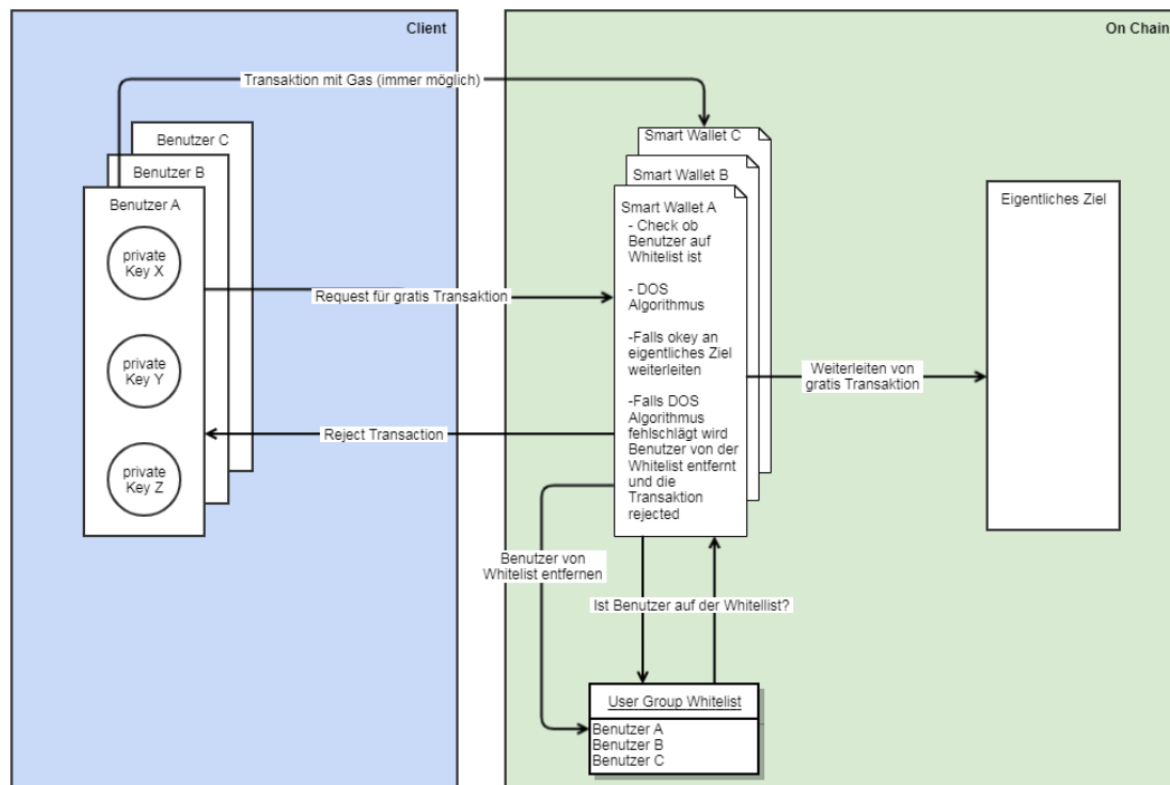 Client
On Chain
Transaktion mit Gas (immer möglich)
Benutzer C
Benutzer B
Benutzer A
private
Key X
private
Key Y
private
Key Z
Request für gratis Transaktion
Reject Transaction
Smart Wallet C
Smart Wallet B
Smart Wallet A
- Check ob
Benutzer auf
Whitelist ist
- DOS
Algorithmus
-Falls okey an
eigentliches Ziel
weiterleiten
-Falls DOS
Algorithmus
fehlschlägt wird
Benutzer von der
Whitelist entfernt
und die
Transaktion
rejected
Weiterleiten von
gratis Transaktion
Eigentliches Ziel
Benutzer von
Whitelist entfernen
Ist Benutzer auf der Whitellist?
User Group Whitelist
Benutzer A
Benutzer B
Benutzer C